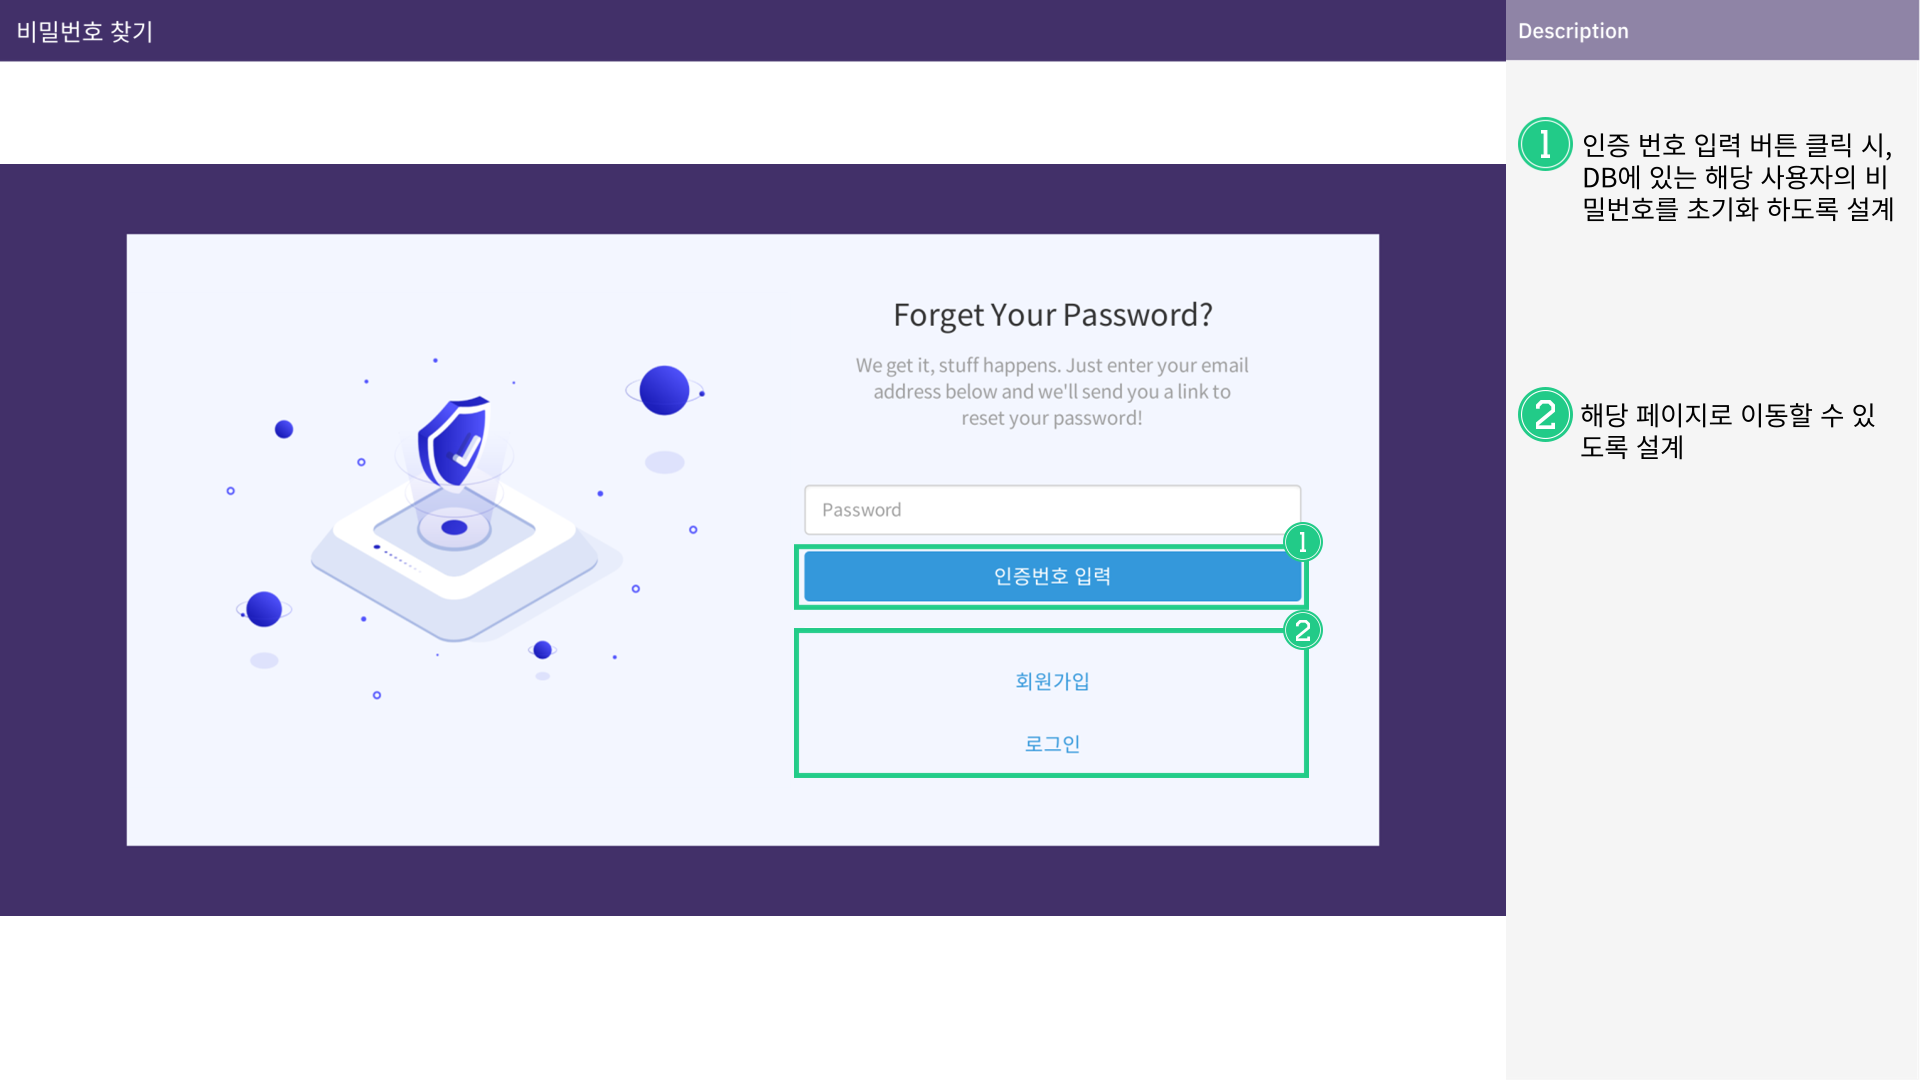 비밀번호 찾기
Description
Forget Your Password?
We get it, stuff happens. Just enter your email
address below and we'll send you a link to
reset your password!
Password
1
인증번호 입력
2
회원가입
로그인
1
인증 번호 입력 버튼 클릭 시,
DB에 있는 해당 사용자의 비
밀번호를 초기화 하도록 설계
2
해당 페이지로 이동할 수 있
도록 설계